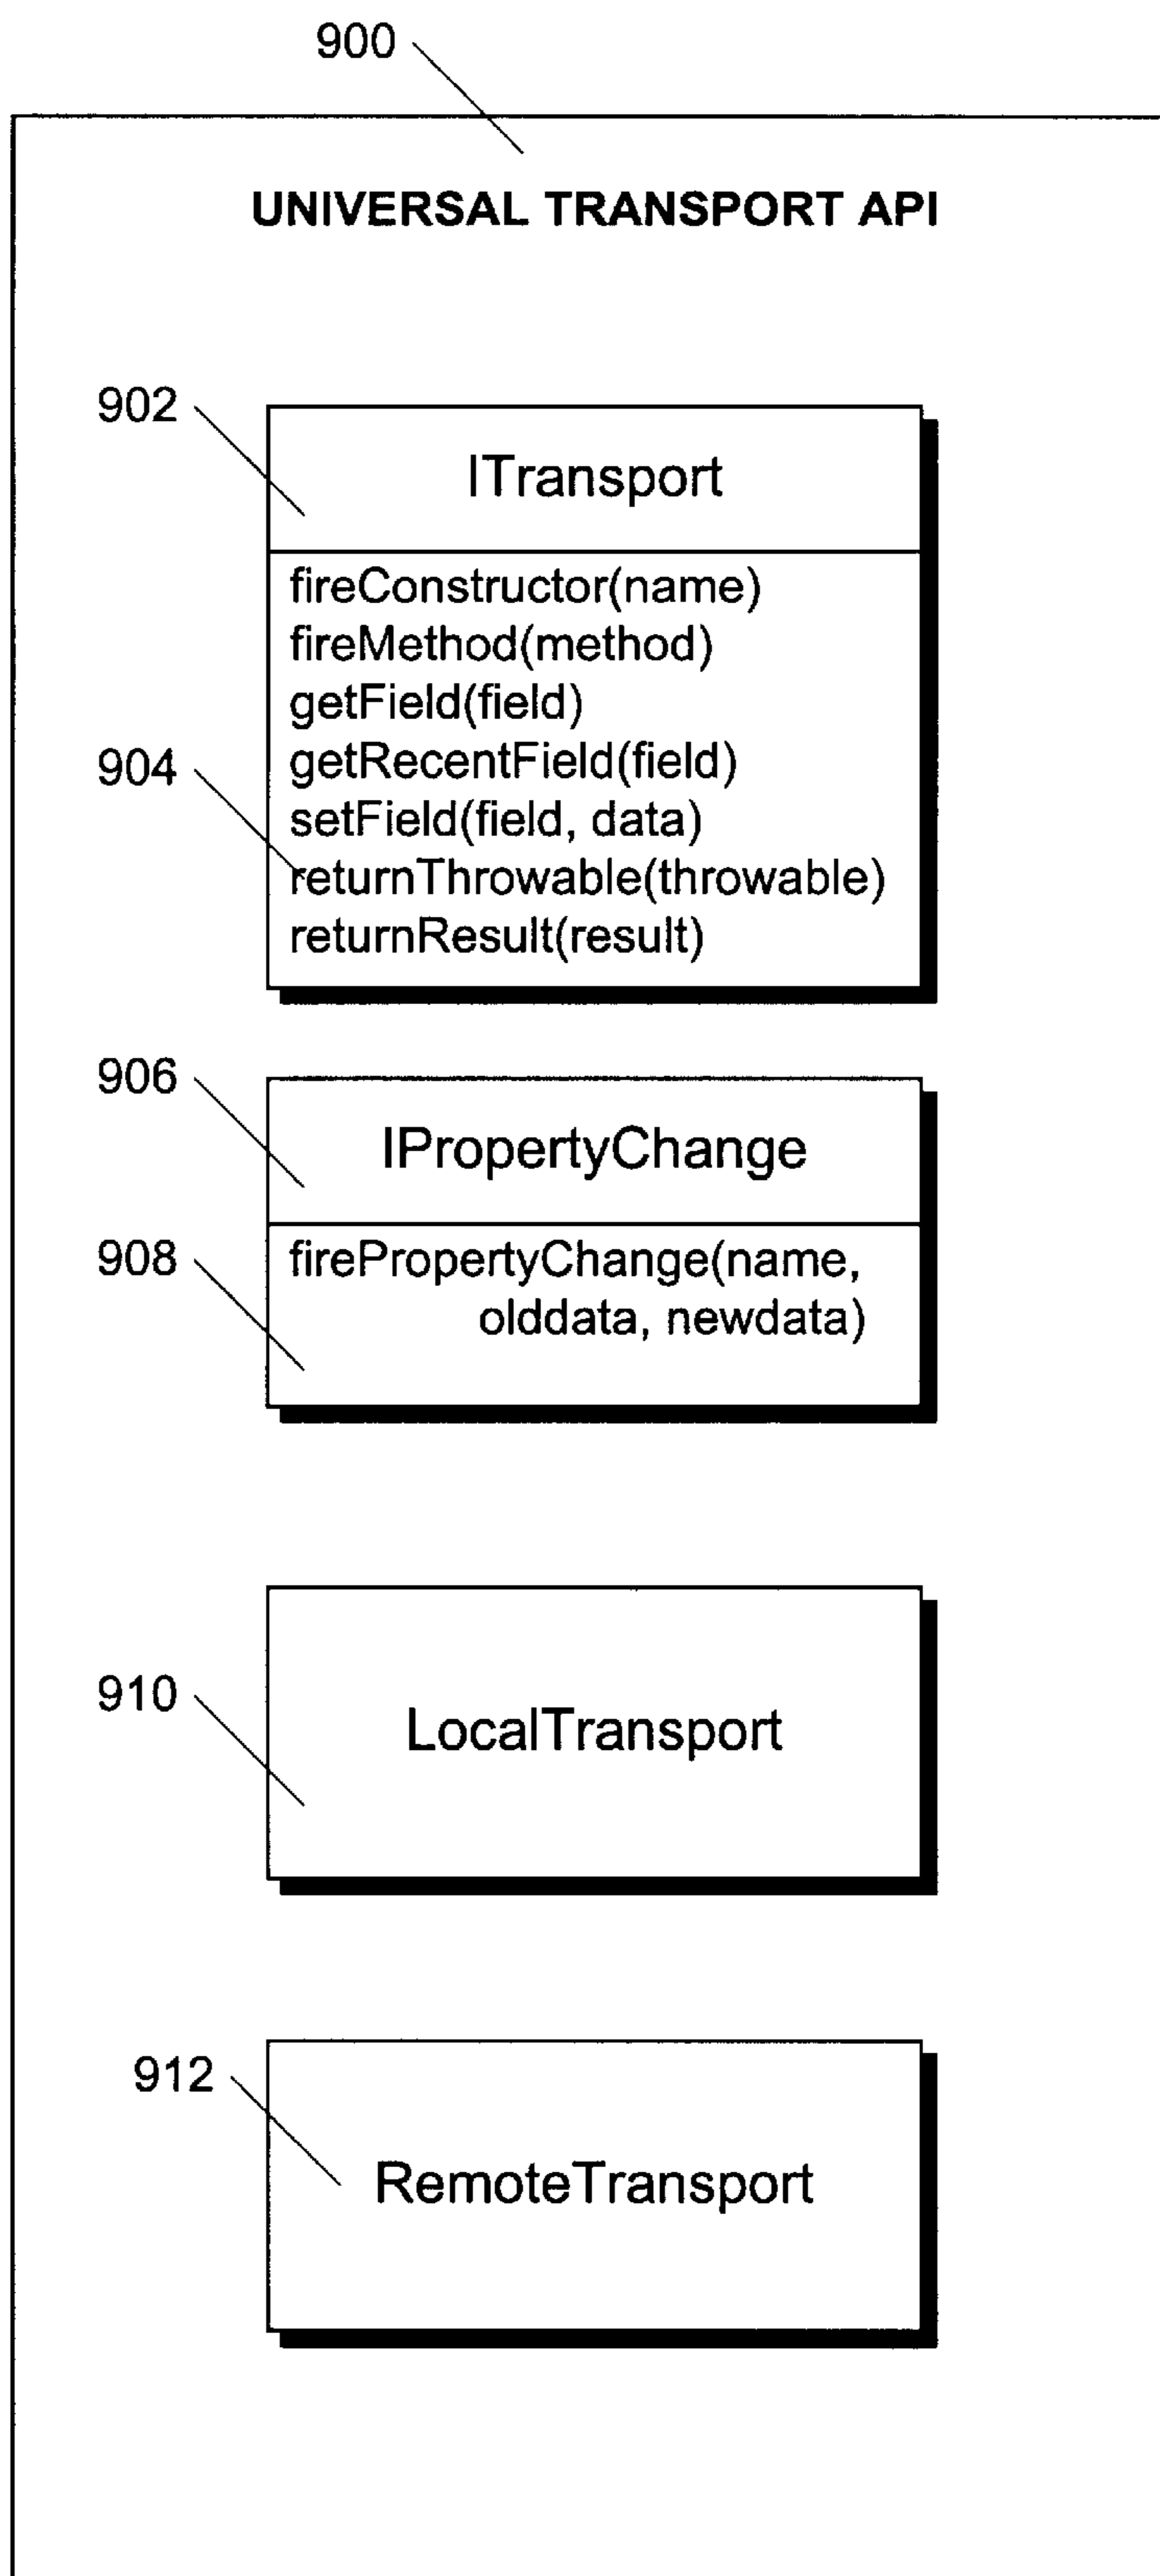 900
UNIVERSAL TRANSPORT API
902
ITransport
fireConstructor(name)
fireMethod(method)
getField(field)
904
getRecentField(field)
setField(field, data)
returnThrowable(throwable)
returnResult(result)
906
IPropertyChange
908
firePropertyChange(name,
olddata, newdata)
910
LocalTransport
912
RemoteTransport